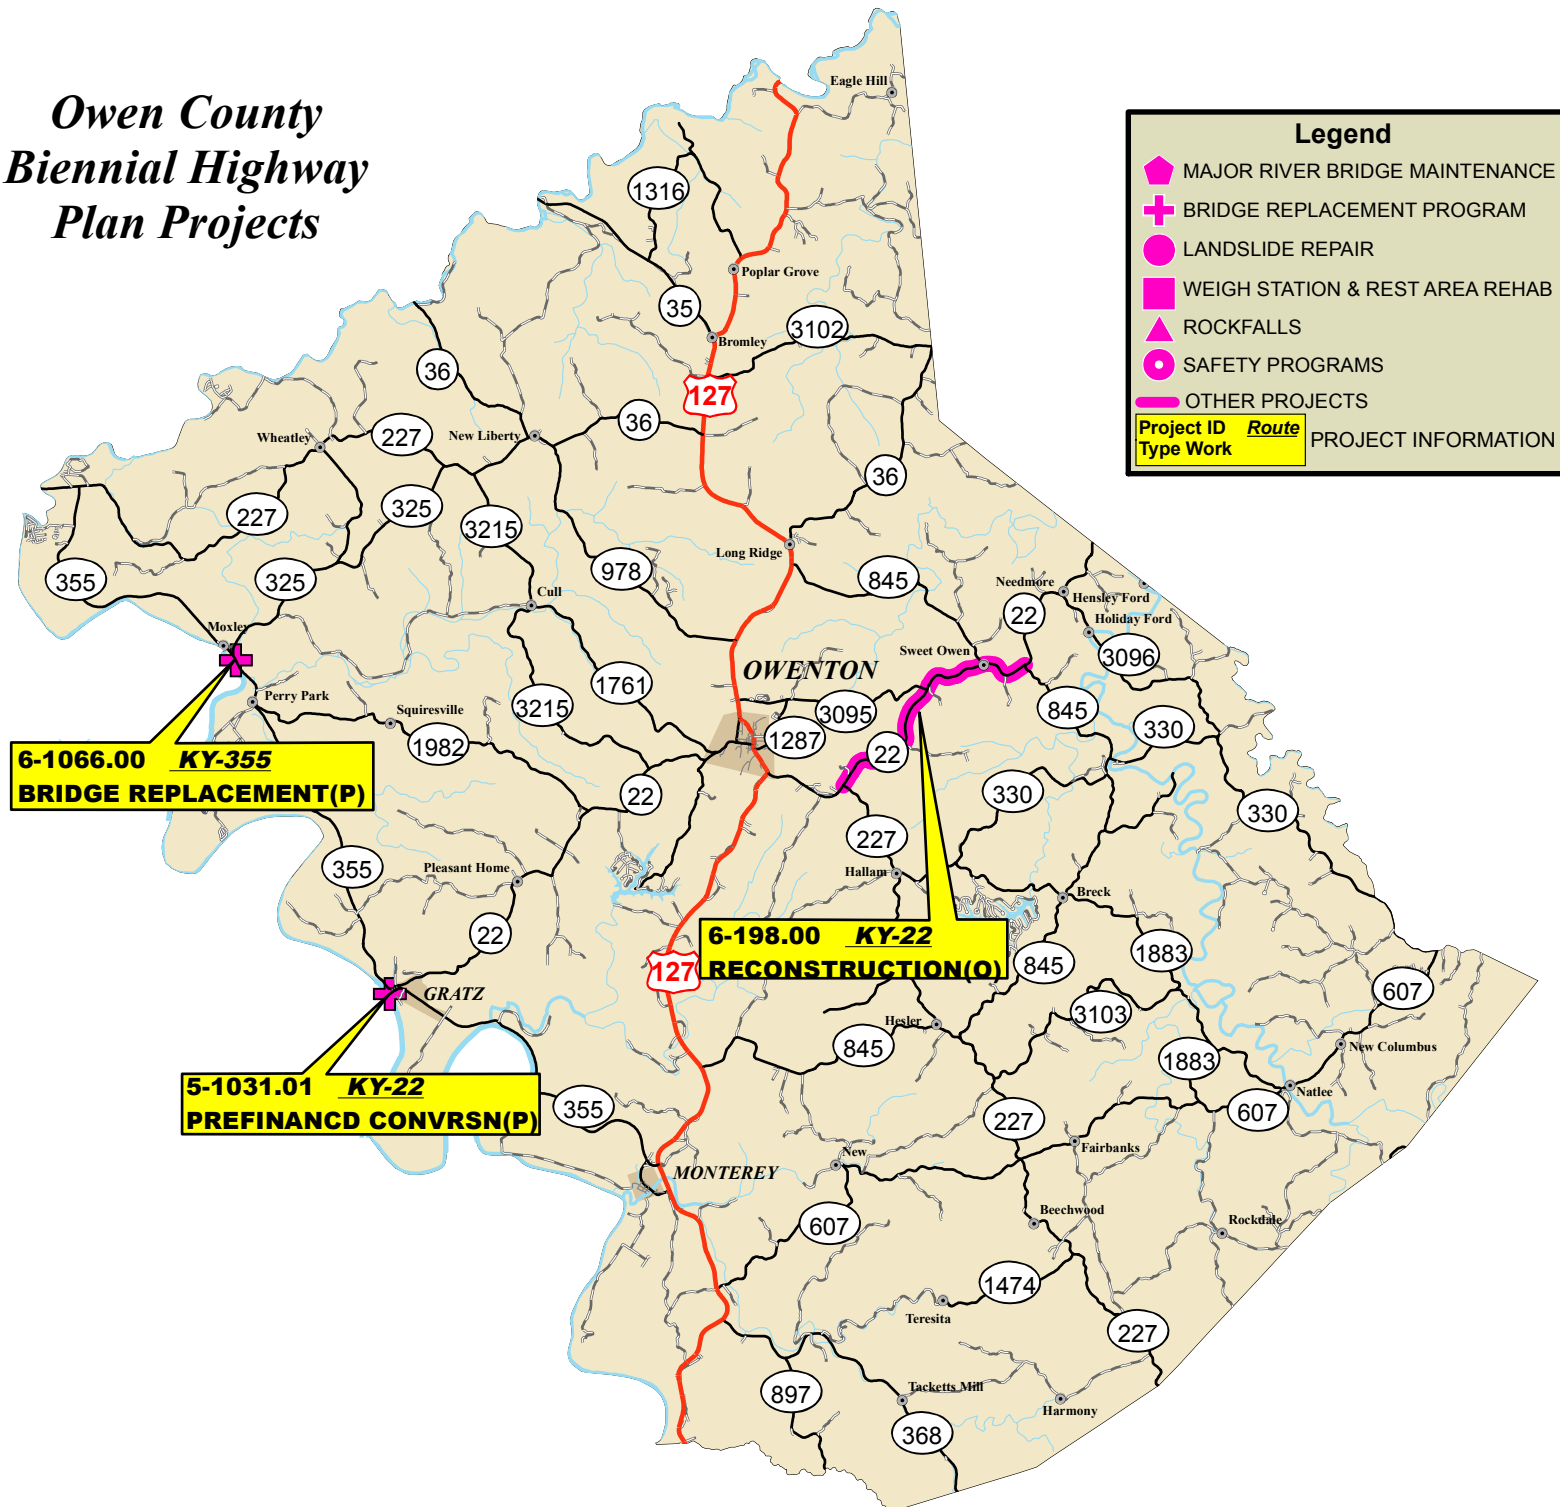 Owen County
Biennial Highway
Plan Projects
Legend
MAJOR RIVER BRIDGE MAINTENANCE
BRIDGE REPLACEMENT PROGRAM
LANDSLIDE REPAIR
WEIGH STATION & REST AREA REHAB
ROCKFALLS
SAFETY PROGRAMS
OTHER PROJECTS
Project ID Route
Type Work
PROJECT INFORMATION
Eagle Hill
1316
Poplar Grove
35
3102
Bromley
36
127
36
227
New Liberty
Wheatley
36
227
325
3215
Long Ridge
978
845
355
325
Cull
Needmore
Hensley Ford
22
Holiday Ford
Moxley
Sweet Owen
3096
OWENTON
1761
Perry Park
3215
3095
845
Squiresville
1982
1287
22
330
6-1066.00 KY-355
BRIDGE REPLACEMENT(P)
22
330
330
227
355
Pleasant Home
Hallam
Breck
22
6-198.00 KY-22
RECONSTRUCTION(O)
1883
845
127
GRATZ
607
3103
Hesler
845
New Columbus
1883
5-1031.01 KY-22
PREFINANCD CONVRSN(P)
355
Natlee
607
227
Fairbanks
New
MONTEREY
Beechwood
607
Rockdale
1474
Teresita
227
897
Tacketts Mill
Harmony
368